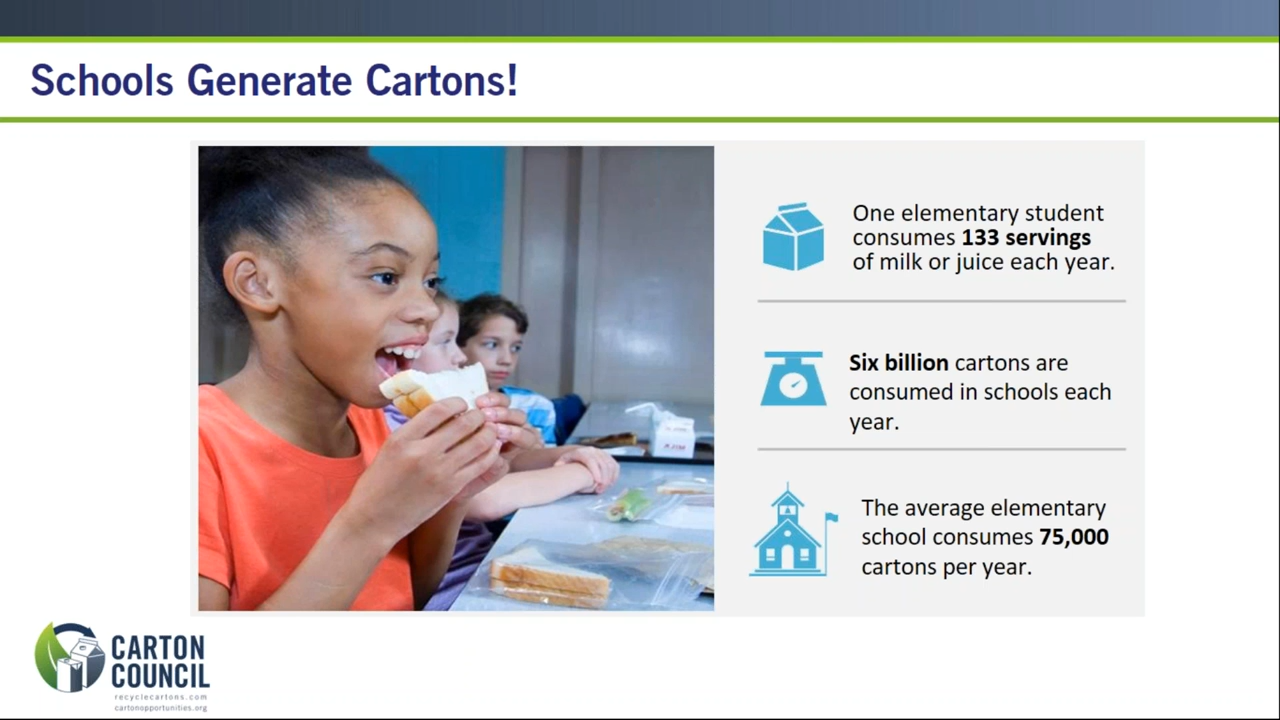 Schools Generate Cartons!
One elementary student
consumes 133 servings
of milk or juice each year.
Six billion cartons are
consumed in schools each
year.
The average elementary
school consumes 75,000
cartons per year.
CARTON
COUNCIL
recyclecartons.com
cartonopportunities.org